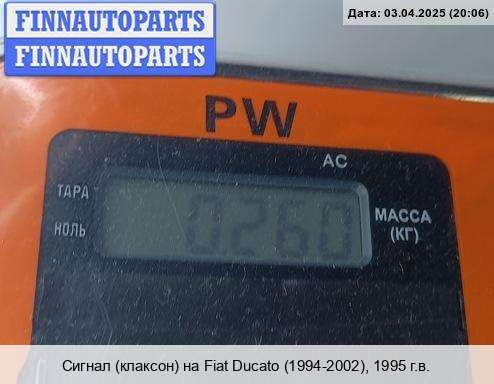 FINNAUTOPARTS
FINNAUTOPARTS
Дата: 03.04.2025 (20:06)
PW
AC
ТАРА
НОЛЬ
0.260
МАССА
(КГ)
Сигнал (клаксон) на Fiat Ducato (1994-2002), 1995 г.в.